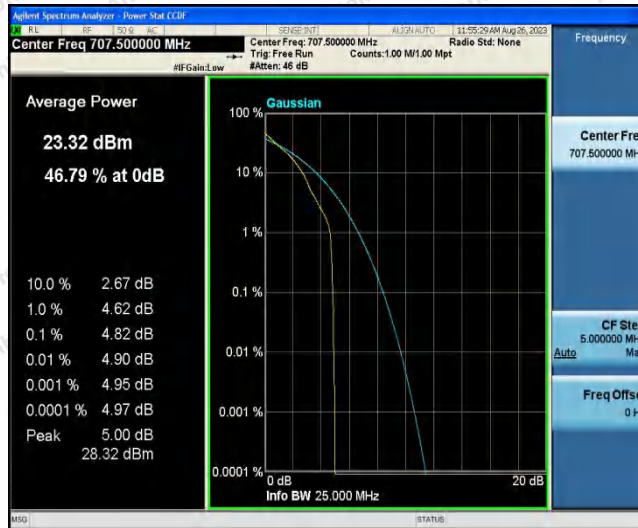 Agilent Spectrum Analyzer - Power Stat CCDF
RL RF 50 Ω AC SENSE:INT ALIGN AUTO 11:55:29 AM Aug 26, 2023
Center Freq 707.500000 MHz
Center Freq: 707.500000 MHz Radio Std: None
Trig: Free Run Counts:1.00 M/1.00 Mpt
#IFGain:Low #Atten: 46 dB
Frequency
Average Power
23.32 dBm
46.79 % at 0dB
10.0 % 2.67 dB
1.0 % 4.62 dB
0.1 % 4.82 dB
0.01 % 4.90 dB
0.001 % 4.95 dB
0.0001 % 4.97 dB
Peak 5.00 dB
28.32 dBm
Gaussian
100 %
10 %
1 %
0.1 %
0.01 %
0.001 %
0.0001 %
0 dB 20 dB
Info BW 25.000 MHz
Center Fre
707.500000 MH
CF Ste
5.000000 MH
Auto Ma
Freq Offse
0 H
MSG STATUS